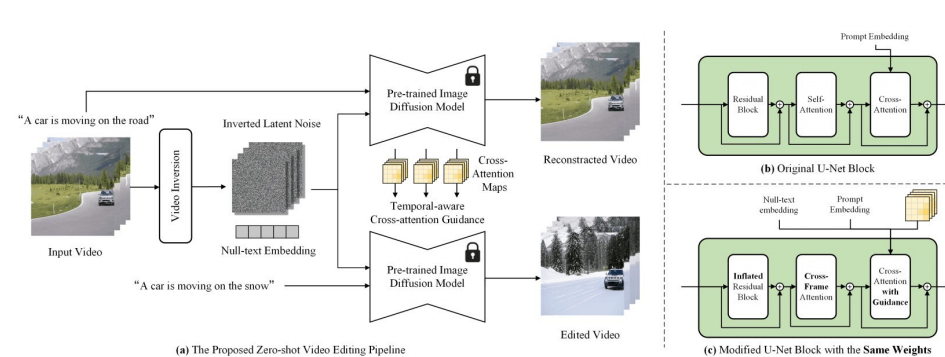 "A car is moving on the road"
Input Video
Video Inversion
Inverted Latent Noise
Null-text Embedding
"A car is moving on the snow"
Pre-trained Image
Diffusion Model
Cross-
Attention
Maps
Temporal-aware
Cross-attention Guidance
Pre-trained Image
Diffusion Model
Reconstracted Video
Edited Video
(a) The Proposed Zero-shot Video Editing Pipeline
Prompt Embedding
Residual
Block
Self-
Attention
Cross-
Attention
(b) Original U-Net Block
Null-text
embedding
Prompt
Embedding
Inflated
Residual
Block
Cross-
Frame
Attention
Cross-
Attention
with
Guidance
(c) Modified U-Net Block with the Same Weights